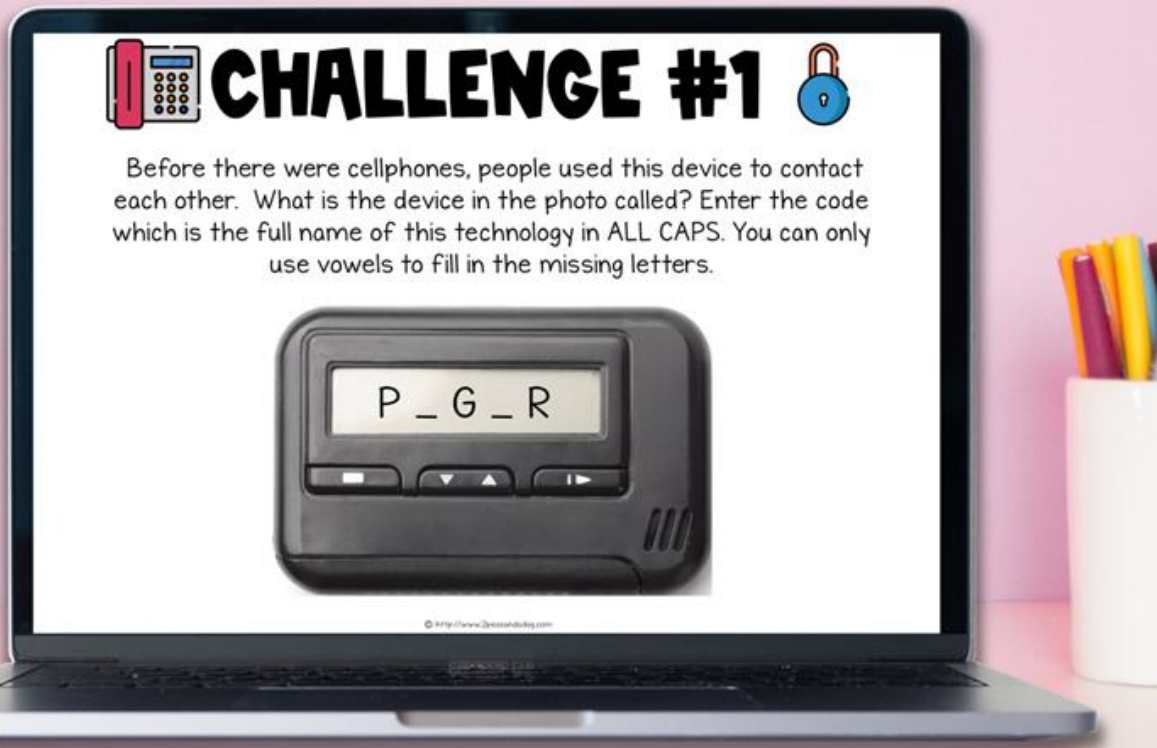 CHALLENGE #1
Before there were cellphones, people used this device to contact
each other. What is the device in the photo called? Enter the code
which is the full name of this technology in ALL CAPS. You can only
use vowels to fill in the missing letters.
P _ G _ R